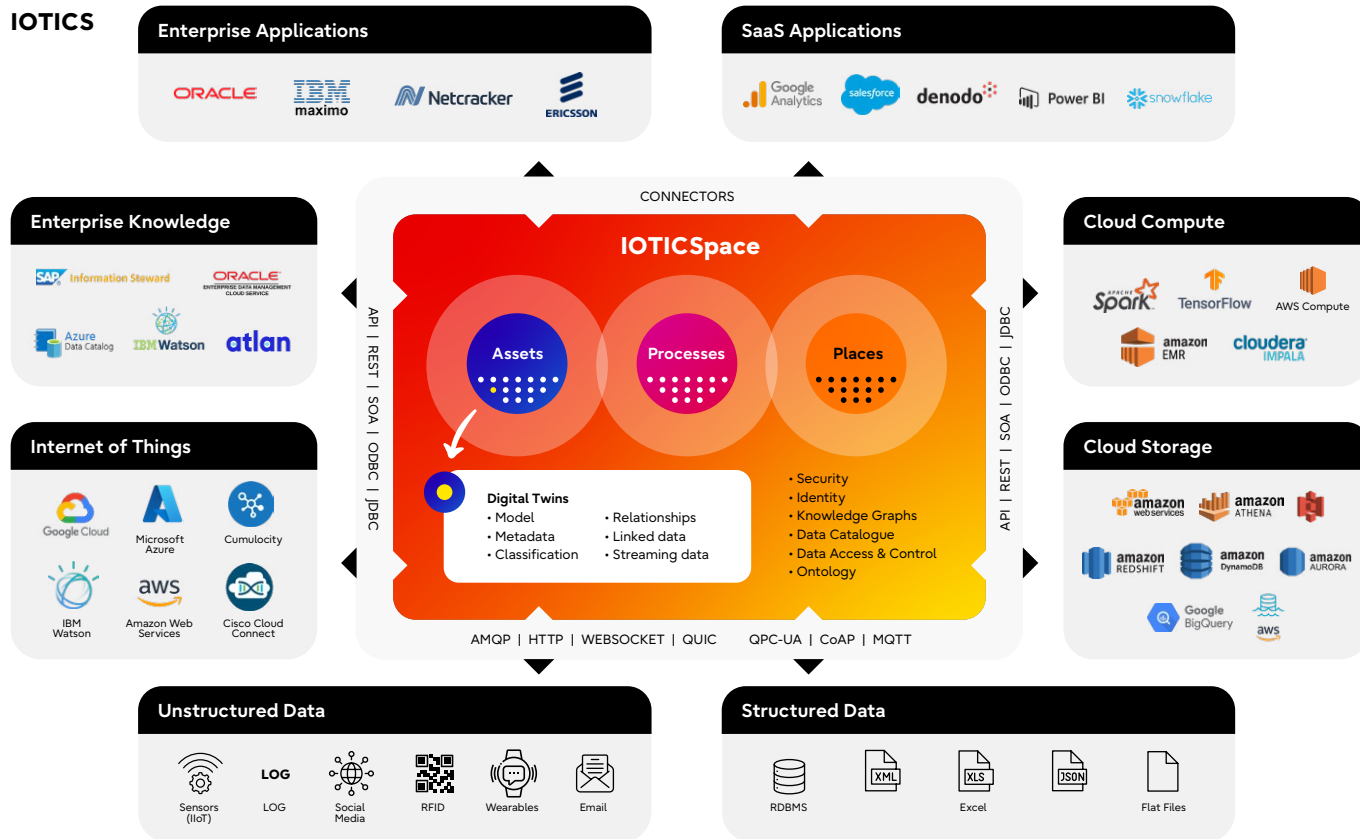 IOTICS
Enterprise Applications
ORACLE
IBM
maximo
Netcracker
ERICSSON
SaaS Applications
Google
Analytics
salesforce
denodo
Power BI
snowflake
Enterprise Knowledge
SAP Information Steward
ORACLE
ENTERPRISE DATA MANAGEMENT
CLOUD SERVICE
Azure
Data Catalog
IBM Watson
atlan
Internet of Things
Google Cloud
Microsoft
Azure
Cumulocity
IBM
Watson
aws
Amazon Web
Services
Cisco Cloud
Connect
CONNECTORS
API | REST | SOA | ODBC | JDBC
IOTICSpace
Assets
Processes
Places
Digital Twins
• Model
• Metadata
• Classification
• Relationships
• Linked data
• Streaming data
• Security
• Identity
• Knowledge Graphs
• Data Catalogue
• Data Access & Control
• Ontology
API | REST | SOA | ODBC | JDBC
AMQP | HTTP | WEBSOCKET | QUIC
QPC-UA | CoAP | MQTT
Cloud Compute
APACHE
Spark
TensorFlow
AWS Compute
amazon
EMR
cloudera
IMPALA
Cloud Storage
amazon
webservices
amazon
ATHENA
amazon
REDSHIFT
amazon
DynamoDB
amazon
AURORA
Google
BigQuery
aws
Unstructured Data
Sensors
(IIoT)
LOG
LOG
Social
Media
RFID
Wearables
Email
Structured Data
RDBMS
XML
XLS
Excel
JSON
Flat Files